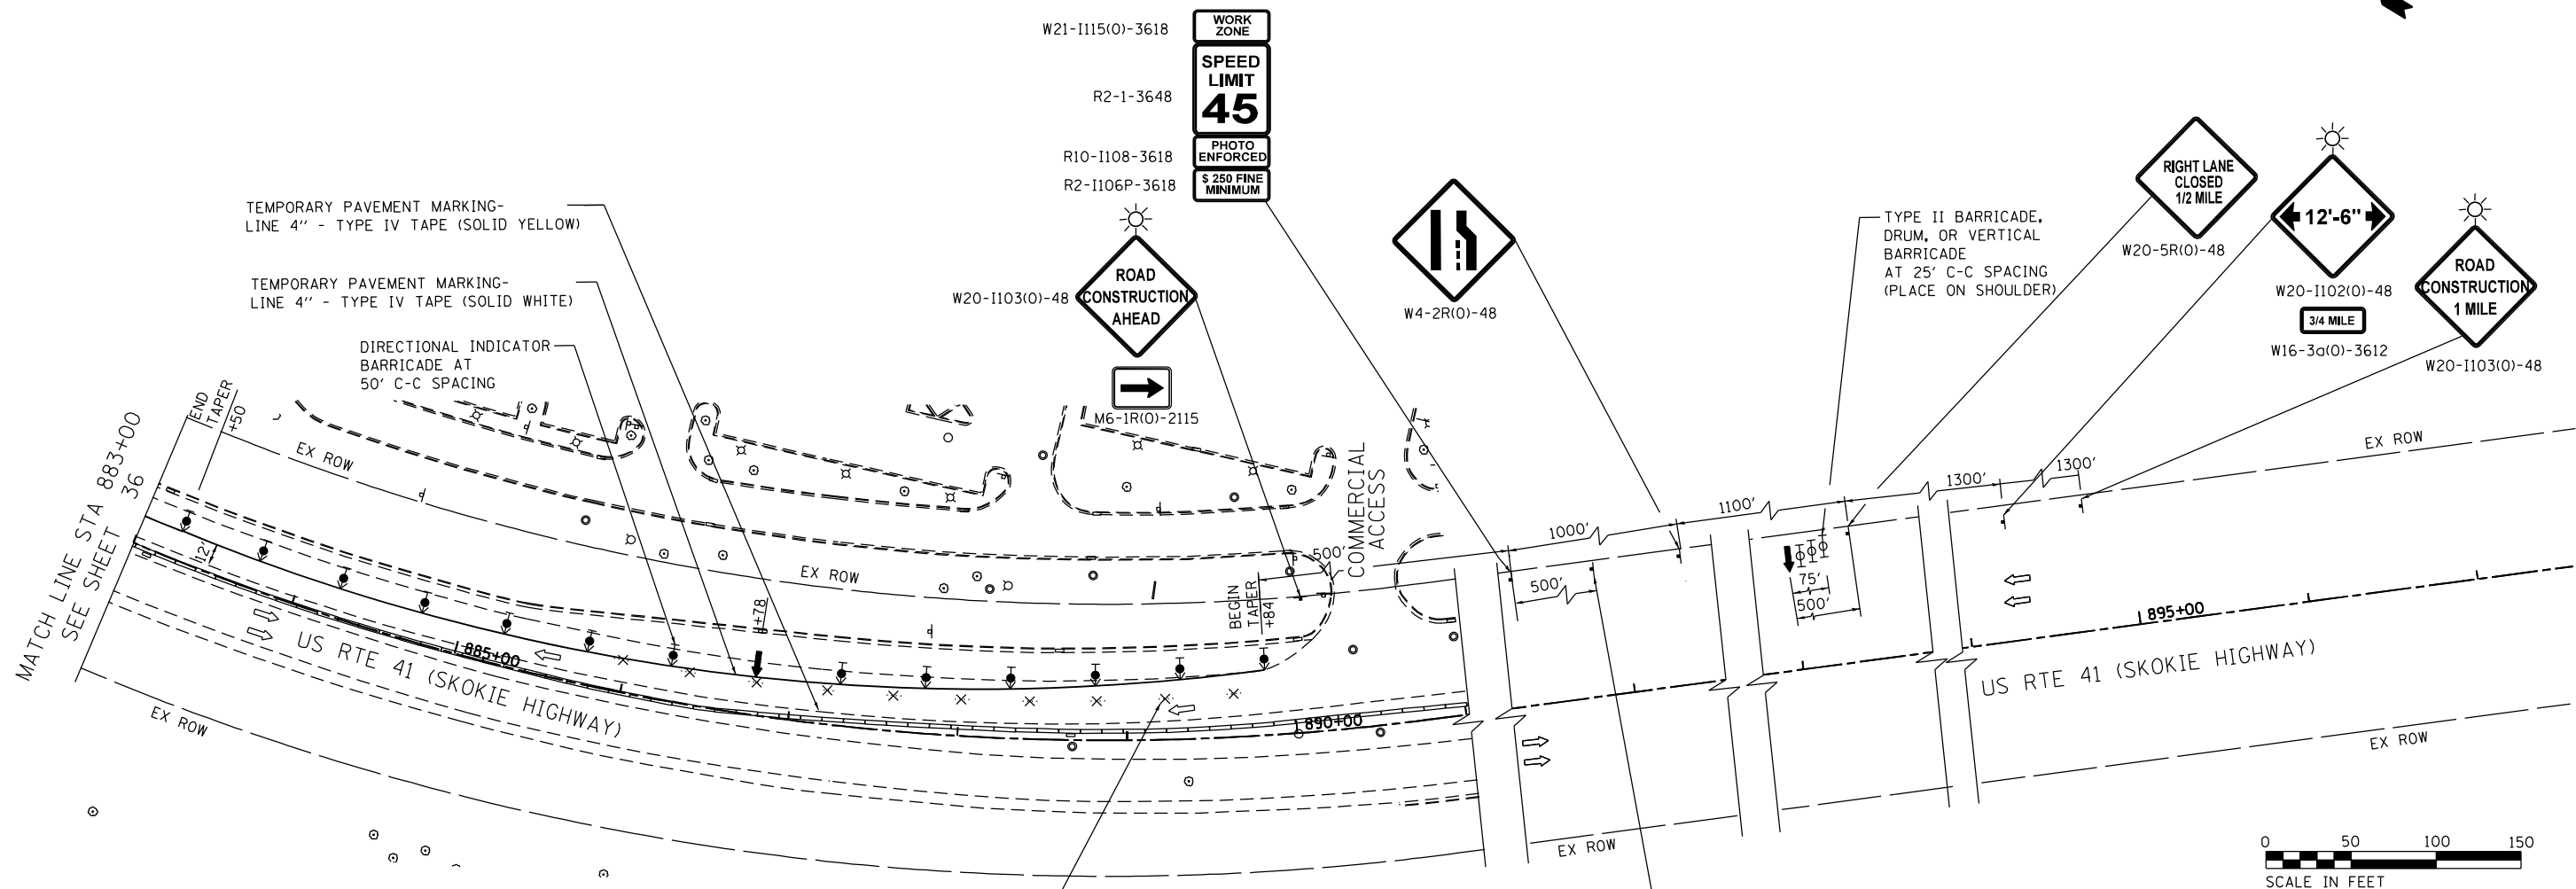 W21-I115(O)-3618
WORK
ZONE
R2-1-3648
SPEED
LIMIT
45
R10-I108-3618
PHOTO
ENFORCED
R2-I106P-3618
$ 250 FINE
MINIMUM
TEMPORARY PAVEMENT MARKING-
LINE 4'' - TYPE IV TAPE (SOLID YELLOW)
TEMPORARY PAVEMENT MARKING-
LINE 4'' - TYPE IV TAPE (SOLID WHITE)
DIRECTIONAL INDICATOR
BARRICADE AT
50' C-C SPACING
W20-I103(O)-48
ROAD
CONSTRUCTION
AHEAD
M6-1R(O)-2115
W4-2R(O)-48
TYPE II BARRICADE,
DRUM, OR VERTICAL
BARRICADE
AT 25' C-C SPACING
(PLACE ON SHOULDER)
RIGHT LANE
CLOSED
1/2 MILE
W20-5R(O)-48
12'-6"
W20-I102(O)-48
3/4 MILE
W16-3a(O)-3612
ROAD
CONSTRUCTION
1 MILE
W20-I103(O)-48
MATCH LINE STA 883+00
SEE SHEET 36
END
TAPER
+50
EX ROW
12'
EX ROW
+78
BEGIN
TAPER
+84
500'
COMMERCIAL
ACCESS
1000'
500'
1100'
75'
500'
1300'
1300'
EX ROW
885+00
US RTE 41 (SKOKIE HIGHWAY)
890+00
895+00
US RTE 41 (SKOKIE HIGHWAY)
EX ROW
EX ROW
EX ROW
0 50 100 150
SCALE IN FEET